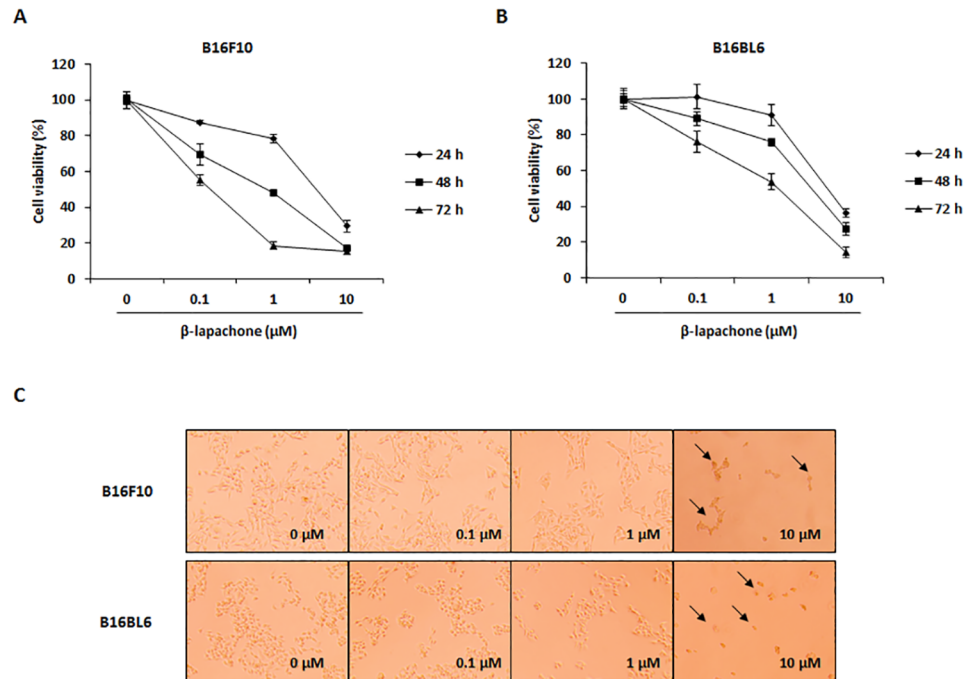 A
B16F10
Cell viability (%)
120
100
80
60
40
20
0
0 0.1 1 10
β-lapachone (μM)
24 h
48 h
72 h
B
B16BL6
Cell viability (%)
120
100
80
60
40
20
0
0 0.1 1 10
β-lapachone (μM)
24 h
48 h
72 h
C
B16F10
0 μM 0.1 μM 1 μM 10 μM
B16BL6
0 μM 0.1 μM 1 μM 10 μM